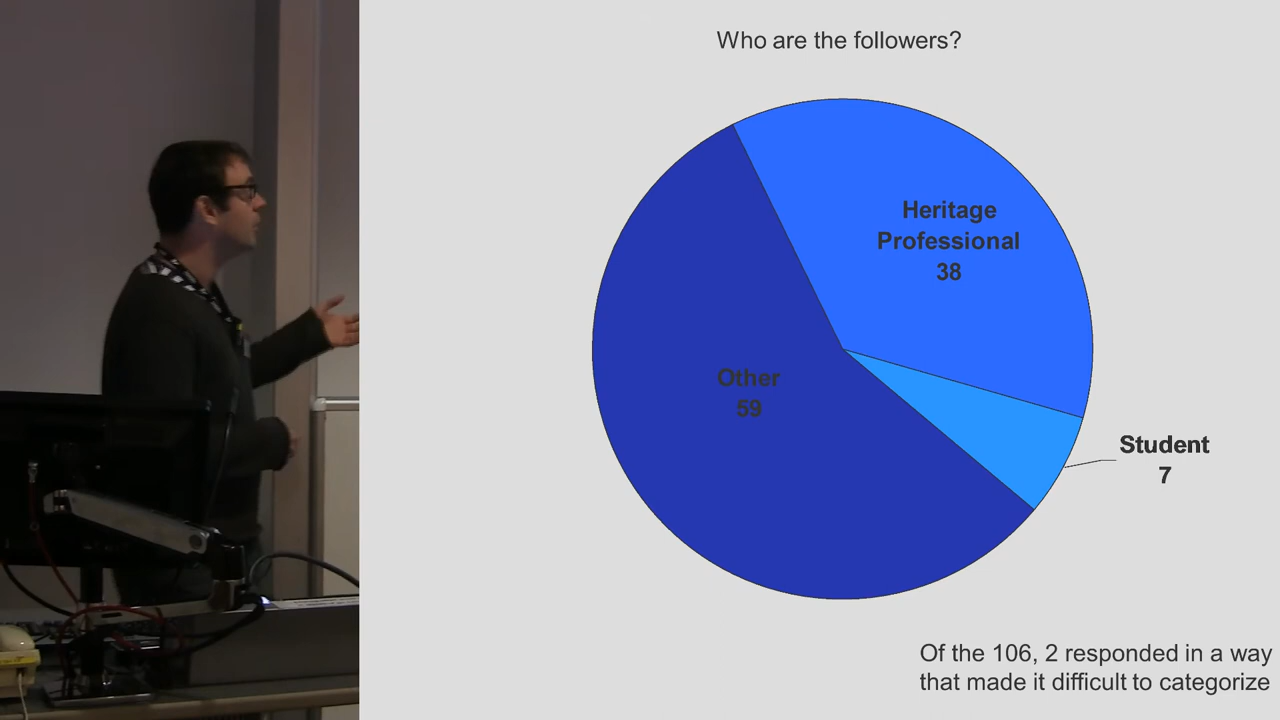 Who are the followers?
Heritage
Professional
38
Other
59
Student
7
Of the 106, 2 responded in a way
that made it difficult to categorize